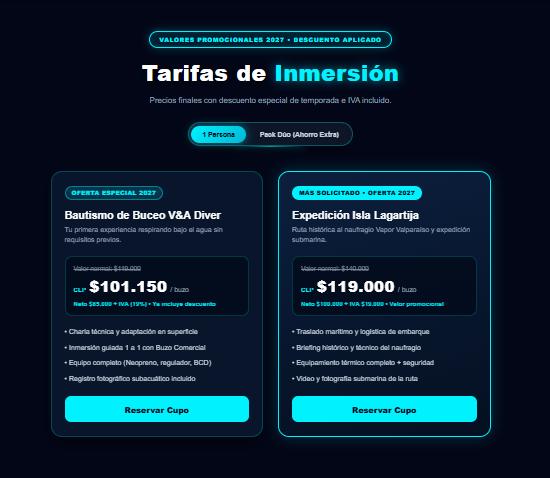 VALORES PROMOCIONALES 2027 • DESCUENTO APLICADO
Tarifas de Inmersión
Precios finales con descuento especial de temporada e IVA incluido.
1 Persona
Pack Dúo (Ahorro Extra)
OFERTA ESPECIAL 2027
Bautismo de Buceo V&A Diver
Tu primera experiencia respirando bajo el agua sin
requisitos previos.
Valor normal: $119.000
CLP $101.150 / buzo
Neto $85.000 + IVA (19%) • Ya incluye descuento
• Charla técnica y adaptación en superficie
• Inmersión guiada 1 a 1 con Buzo Comercial
• Equipo completo (Neopreno, regulador, BCD)
• Registro fotográfico subacuático incluido
Reservar Cupo
MÁS SOLICITADO • OFERTA 2027
Expedición Isla Lagartija
Ruta histórica al naufragio Vapor Valparaíso y expedición
submarina.
Valor normal: $140.000
CLP $119.000 / buzo
Neto $100.000 + IVA $19.000 • Valor promocional
• Traslado marítimo y logística de embarque
• Briefing histórico y técnico del naufragio
• Equipamiento térmico completo + seguridad
• Video y fotografía submarina de la ruta
Reservar Cupo